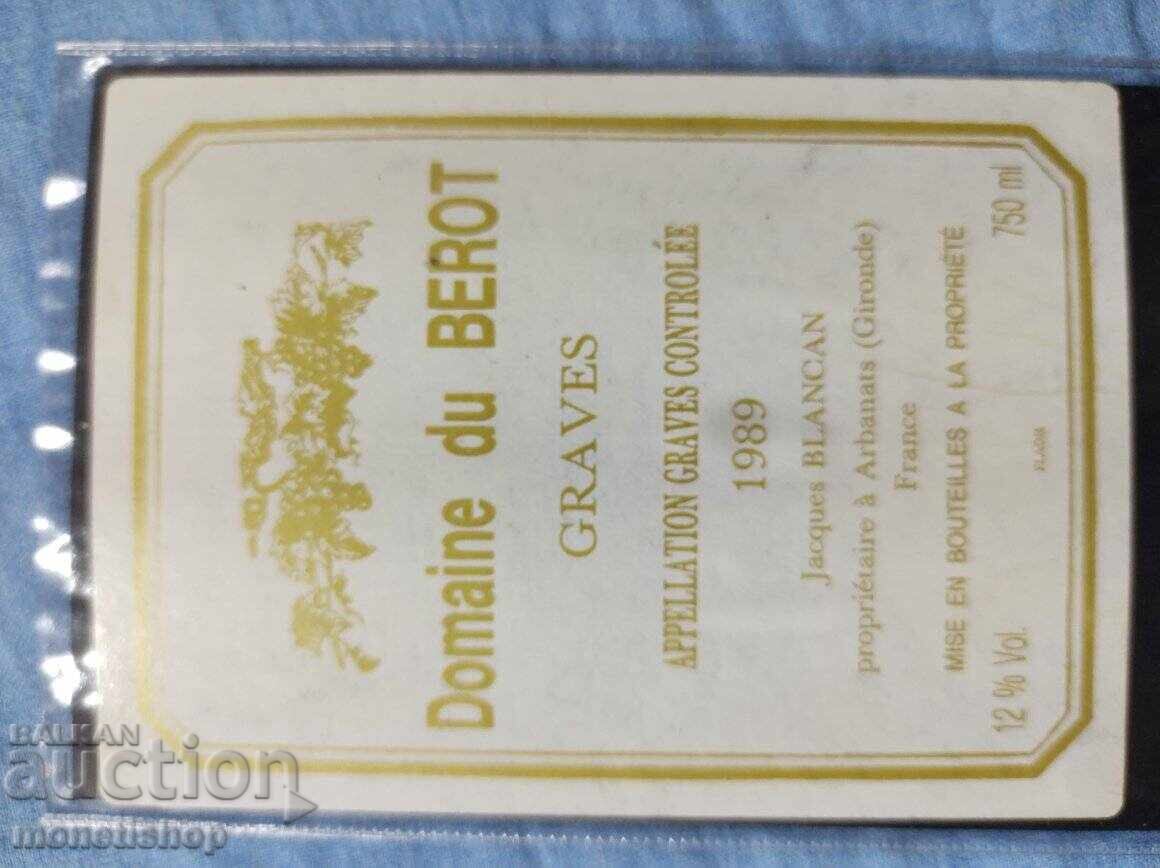 Domaine du BEROT
GRAVES
APPELLATION GRAVES CONTROLÉE
1989
Jacques BLANCAN
propriétaire à Arbanais (Gironde)
France
MISE EN BOUTEILLES A LA PROPRIÉTÉ
12 % Vol. 750 ml
BALKAN
auction
monetishop